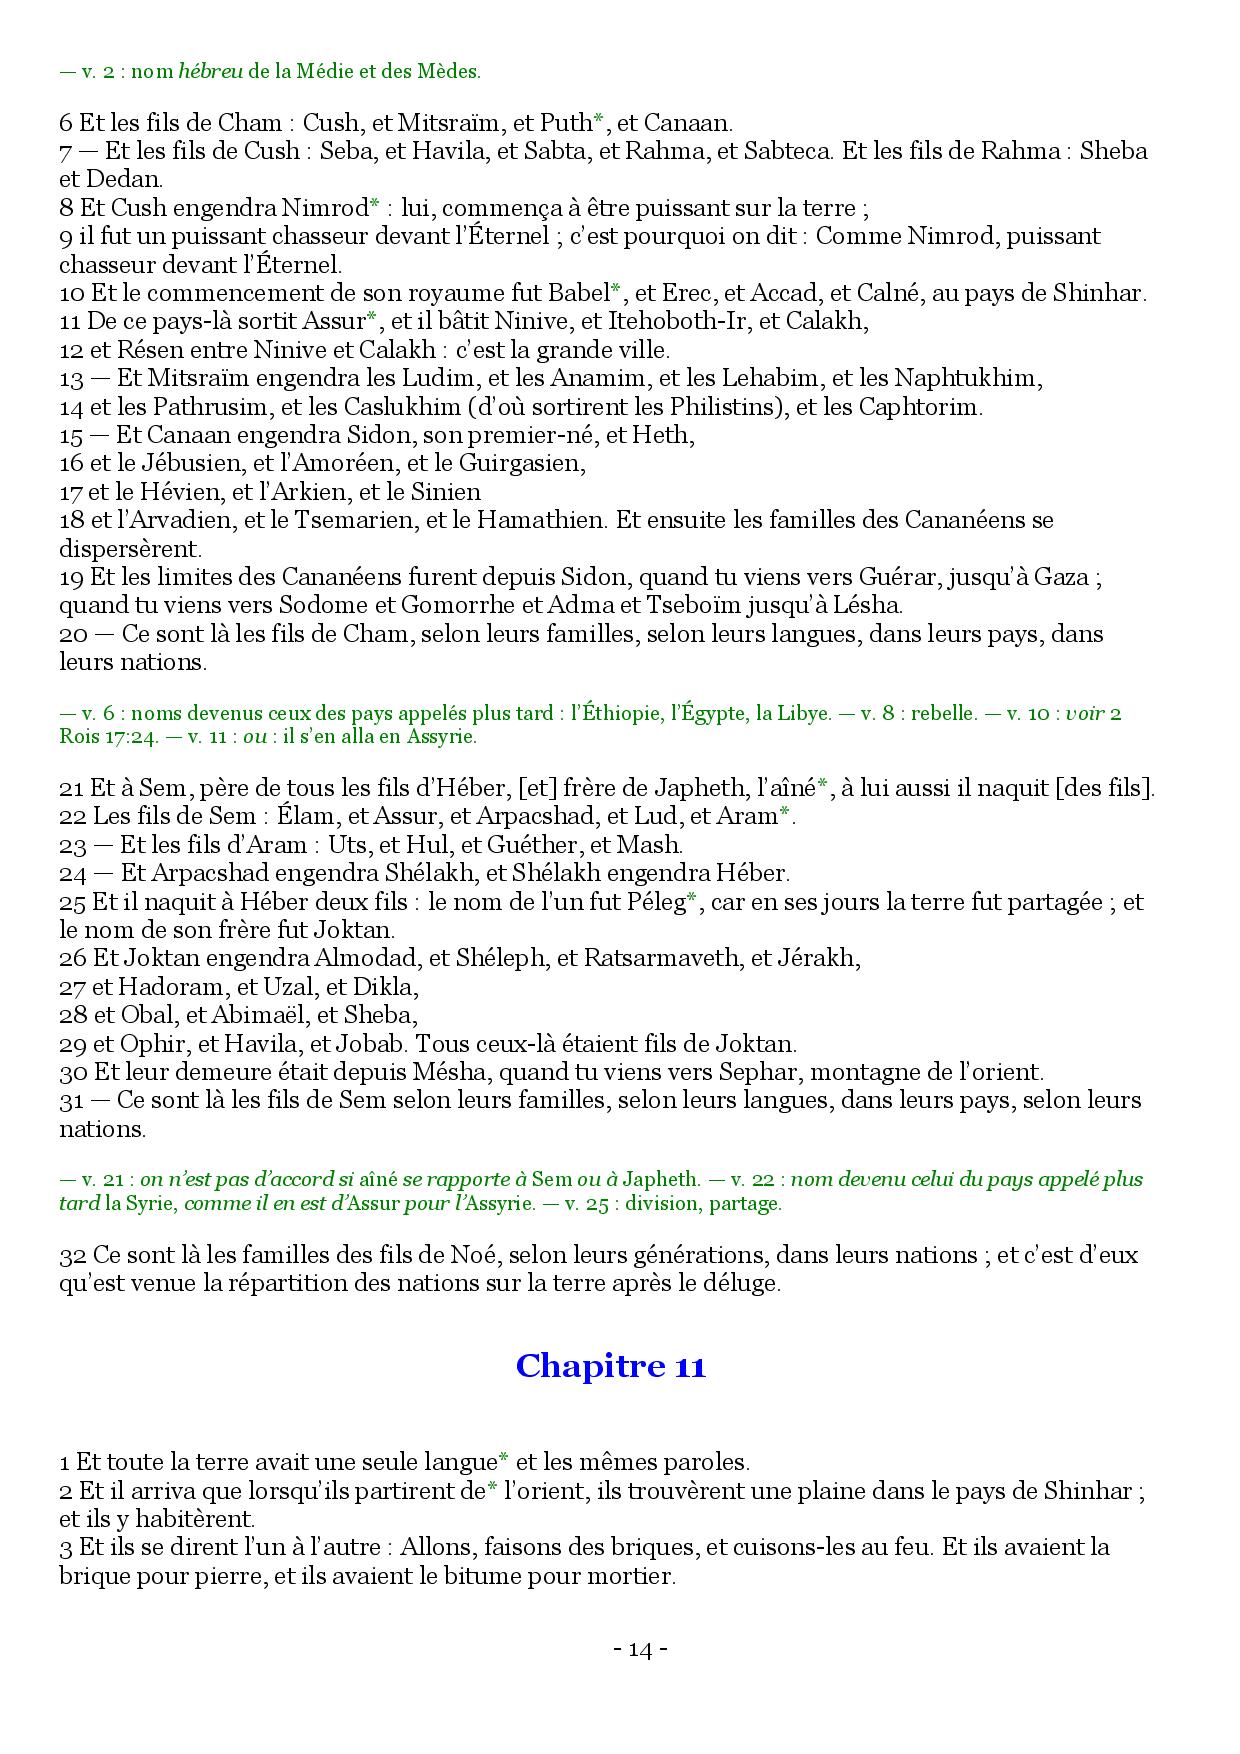 — v. 2 : nom hébreu de la Médie et des Mèdes.
6 Et les fils de Cham : Cush, et Mitsraïm, et Puth*, et Canaan.
7 — Et les fils de Cush : Seba, et Havila, et Sabta, et Rahma, et Sabteca. Et les fils de Rahma : Sheba
et Dedan.
8 Et Cush engendra Nimrod* : lui, commença à être puissant sur la terre ;
9 il fut un puissant chasseur devant l’Éternel ; c’est pourquoi on dit : Comme Nimrod, puissant
chasseur devant l’Éternel.
10 Et le commencement de son royaume fut Babel*, et Erec, et Accad, et Calné, au pays de Shinhar.
11 De ce pays-là sortit Assur*, et il bâtit Ninive, et Itehoboth-Ir, et Calakh,
12 et Résen entre Ninive et Calakh : c’est la grande ville.
13 — Et Mitsraïm engendra les Ludim, et les Anamim, et les Lehabim, et les Naphtukhim,
14 et les Pathrusim, et les Caslukhim (d’où sortirent les Philistins), et les Caphtorim.
15 — Et Canaan engendra Sidon, son premier-né, et Heth,
16 et le Jébusien, et l’Amoréen, et le Guirgasien,
17 et le Hévien, et l’Arkien, et le Sinien
18 et l’Arvadien, et le Tsemarien, et le Hamathien. Et ensuite les familles des Cananéens se
dispersèrent.
19 Et les limites des Cananéens furent depuis Sidon, quand tu viens vers Guérar, jusqu’à Gaza ;
quand tu viens vers Sodome et Gomorrhe et Adma et Tseboïm jusqu’à Lésha.
20 — Ce sont là les fils de Cham, selon leurs familles, selon leurs langues, dans leurs pays, dans
leurs nations.
— v. 6 : noms devenus ceux des pays appelés plus tard : l’Éthiopie, l’Égypte, la Libye. — v. 8 : rebelle. — v. 10 : voir 2
Rois 17:24. — v. 11 : ou : il s’en alla en Assyrie.
21 Et à Sem, père de tous les fils d’Héber, [et] frère de Japheth, l’aîné*, à lui aussi il naquit [des fils].
22 Les fils de Sem : Élam, et Assur, et Arpacshad, et Lud, et Aram*.
23 — Et les fils d’Aram : Uts, et Hul, et Guéther, et Mash.
24 — Et Arpacshad engendra Shélakh, et Shélakh engendra Héber.
25 Et il naquit à Héber deux fils : le nom de l’un fut Péleg*, car en ses jours la terre fut partagée ; et
le nom de son frère fut Joktan.
26 Et Joktan engendra Almodad, et Shéleph, et Ratsarmaveth, et Jérakh,
27 et Hadoram, et Uzal, et Dikla,
28 et Obal, et Abimaël, et Sheba,
29 et Ophir, et Havila, et Jobab. Tous ceux-là étaient fils de Joktan.
30 Et leur demeure était depuis Mésha, quand tu viens vers Sephar, montagne de l’orient.
31 — Ce sont là les fils de Sem selon leurs familles, selon leurs langues, dans leurs pays, selon leurs
nations.
— v. 21 : on n’est pas d’accord si aîné se rapporte à Sem ou à Japheth. — v. 22 : nom devenu celui du pays appelé plus
tard la Syrie, comme il en est d’Assur pour l’Assyrie. — v. 25 : division, partage.
32 Ce sont là les familles des fils de Noé, selon leurs générations, dans leurs nations ; et c’est d’eux
qu’est venue la répartition des nations sur la terre après le déluge.
Chapitre 11
1 Et toute la terre avait une seule langue* et les mêmes paroles.
2 Et il arriva que lorsqu’ils partirent de* l’orient, ils trouvèrent une plaine dans le pays de Shinhar ;
et ils y habitèrent.
3 Et ils se dirent l’un à l’autre : Allons, faisons des briques, et cuisons-les au feu. Et ils avaient la
brique pour pierre, et ils avaient le bitume pour mortier.
- 14 -